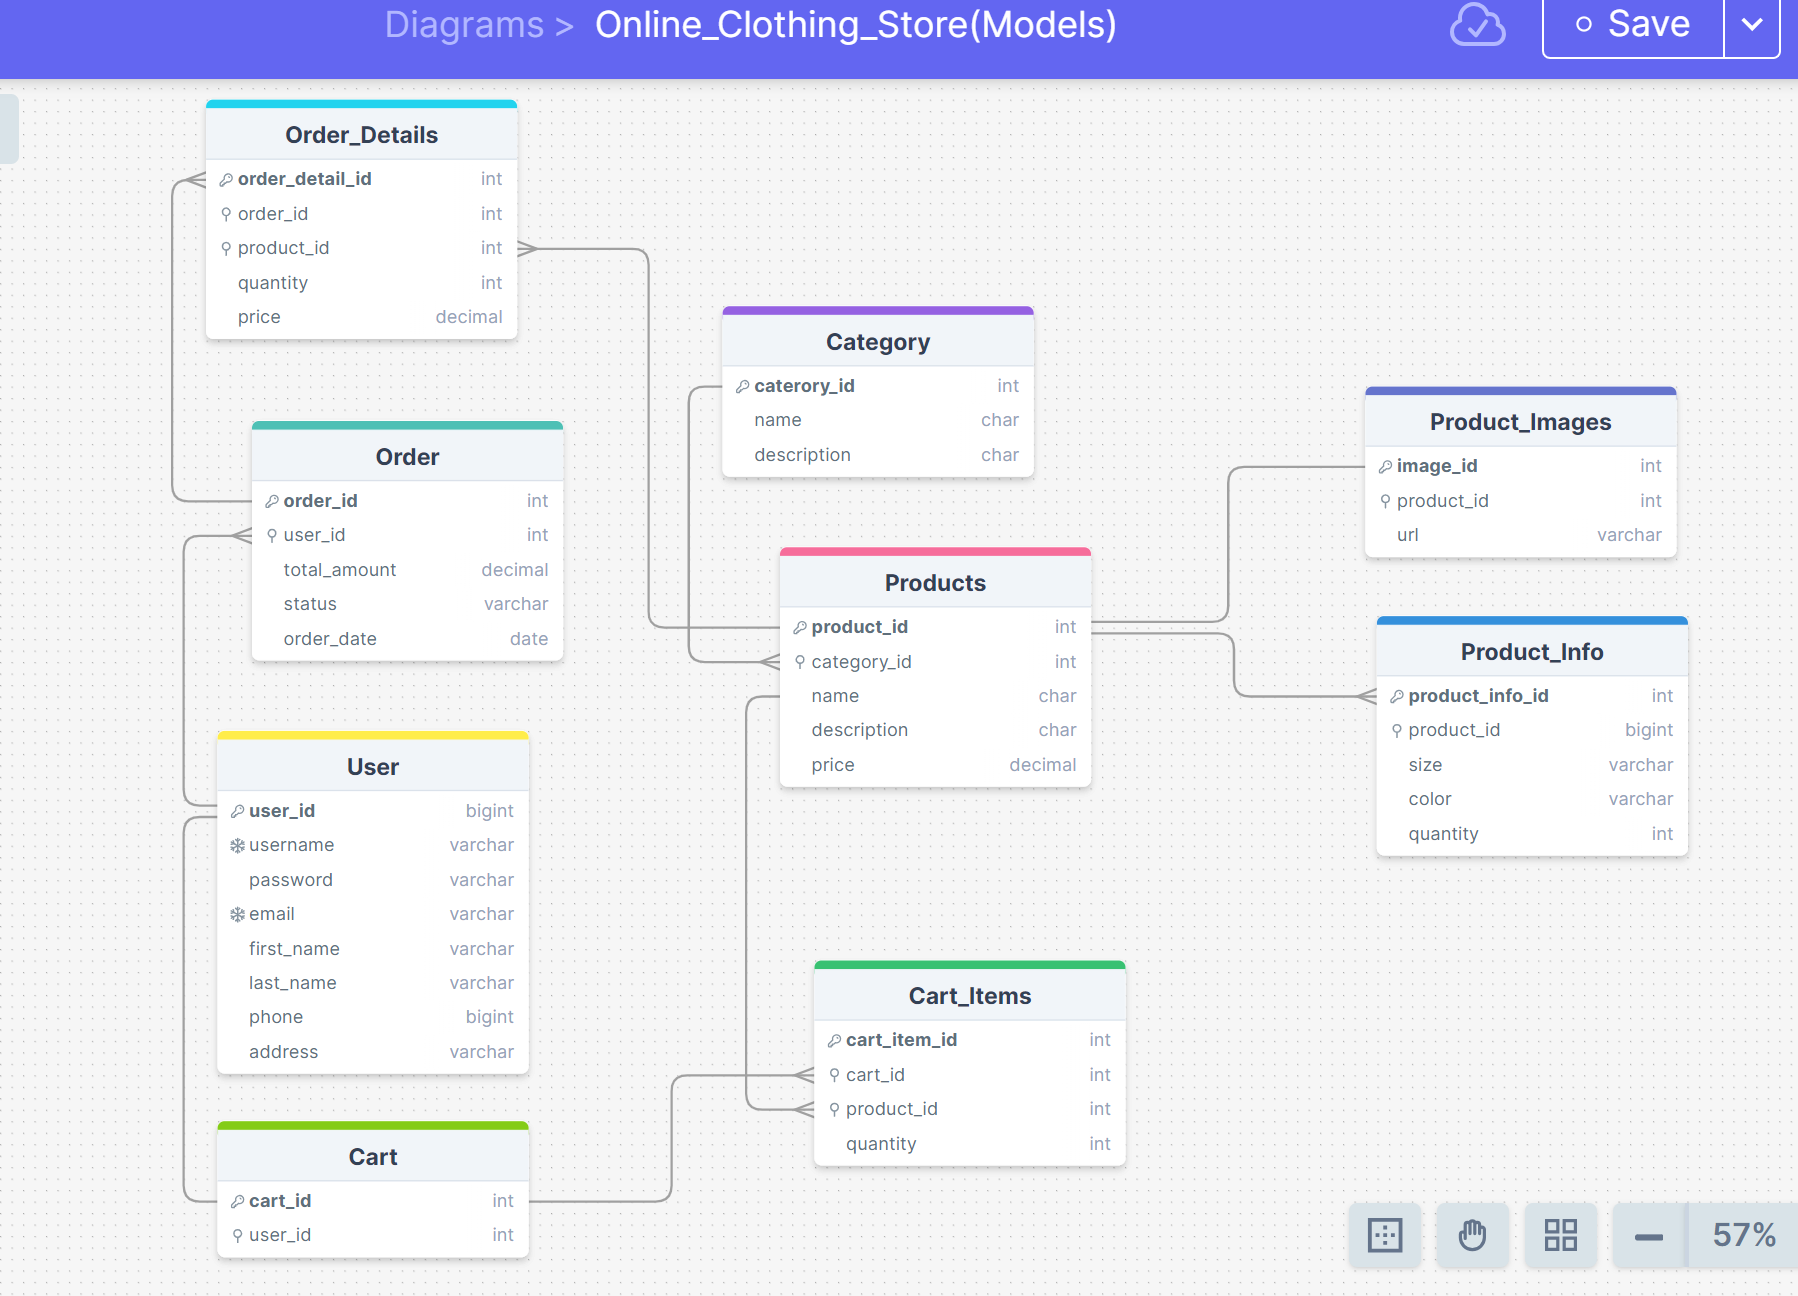 Diagrams > Online_Clothing_Store(Models)
Save
Order_Details
order_detail_id int
order_id int
product_id int
quantity int
price decimal
Category
caterory_id int
name char
description char
Product_Images
image_id int
product_id int
url varchar
Order
order_id int
user_id int
total_amount decimal
status varchar
order_date date
Products
product_id int
category_id int
name char
description char
price decimal
Product_Info
product_info_id int
product_id bigint
size varchar
color varchar
quantity int
User
user_id bigint
username varchar
password varchar
email varchar
first_name varchar
last_name varchar
phone bigint
address varchar
Cart_Items
cart_item_id int
cart_id int
product_id int
quantity int
Cart
cart_id int
user_id int
57%